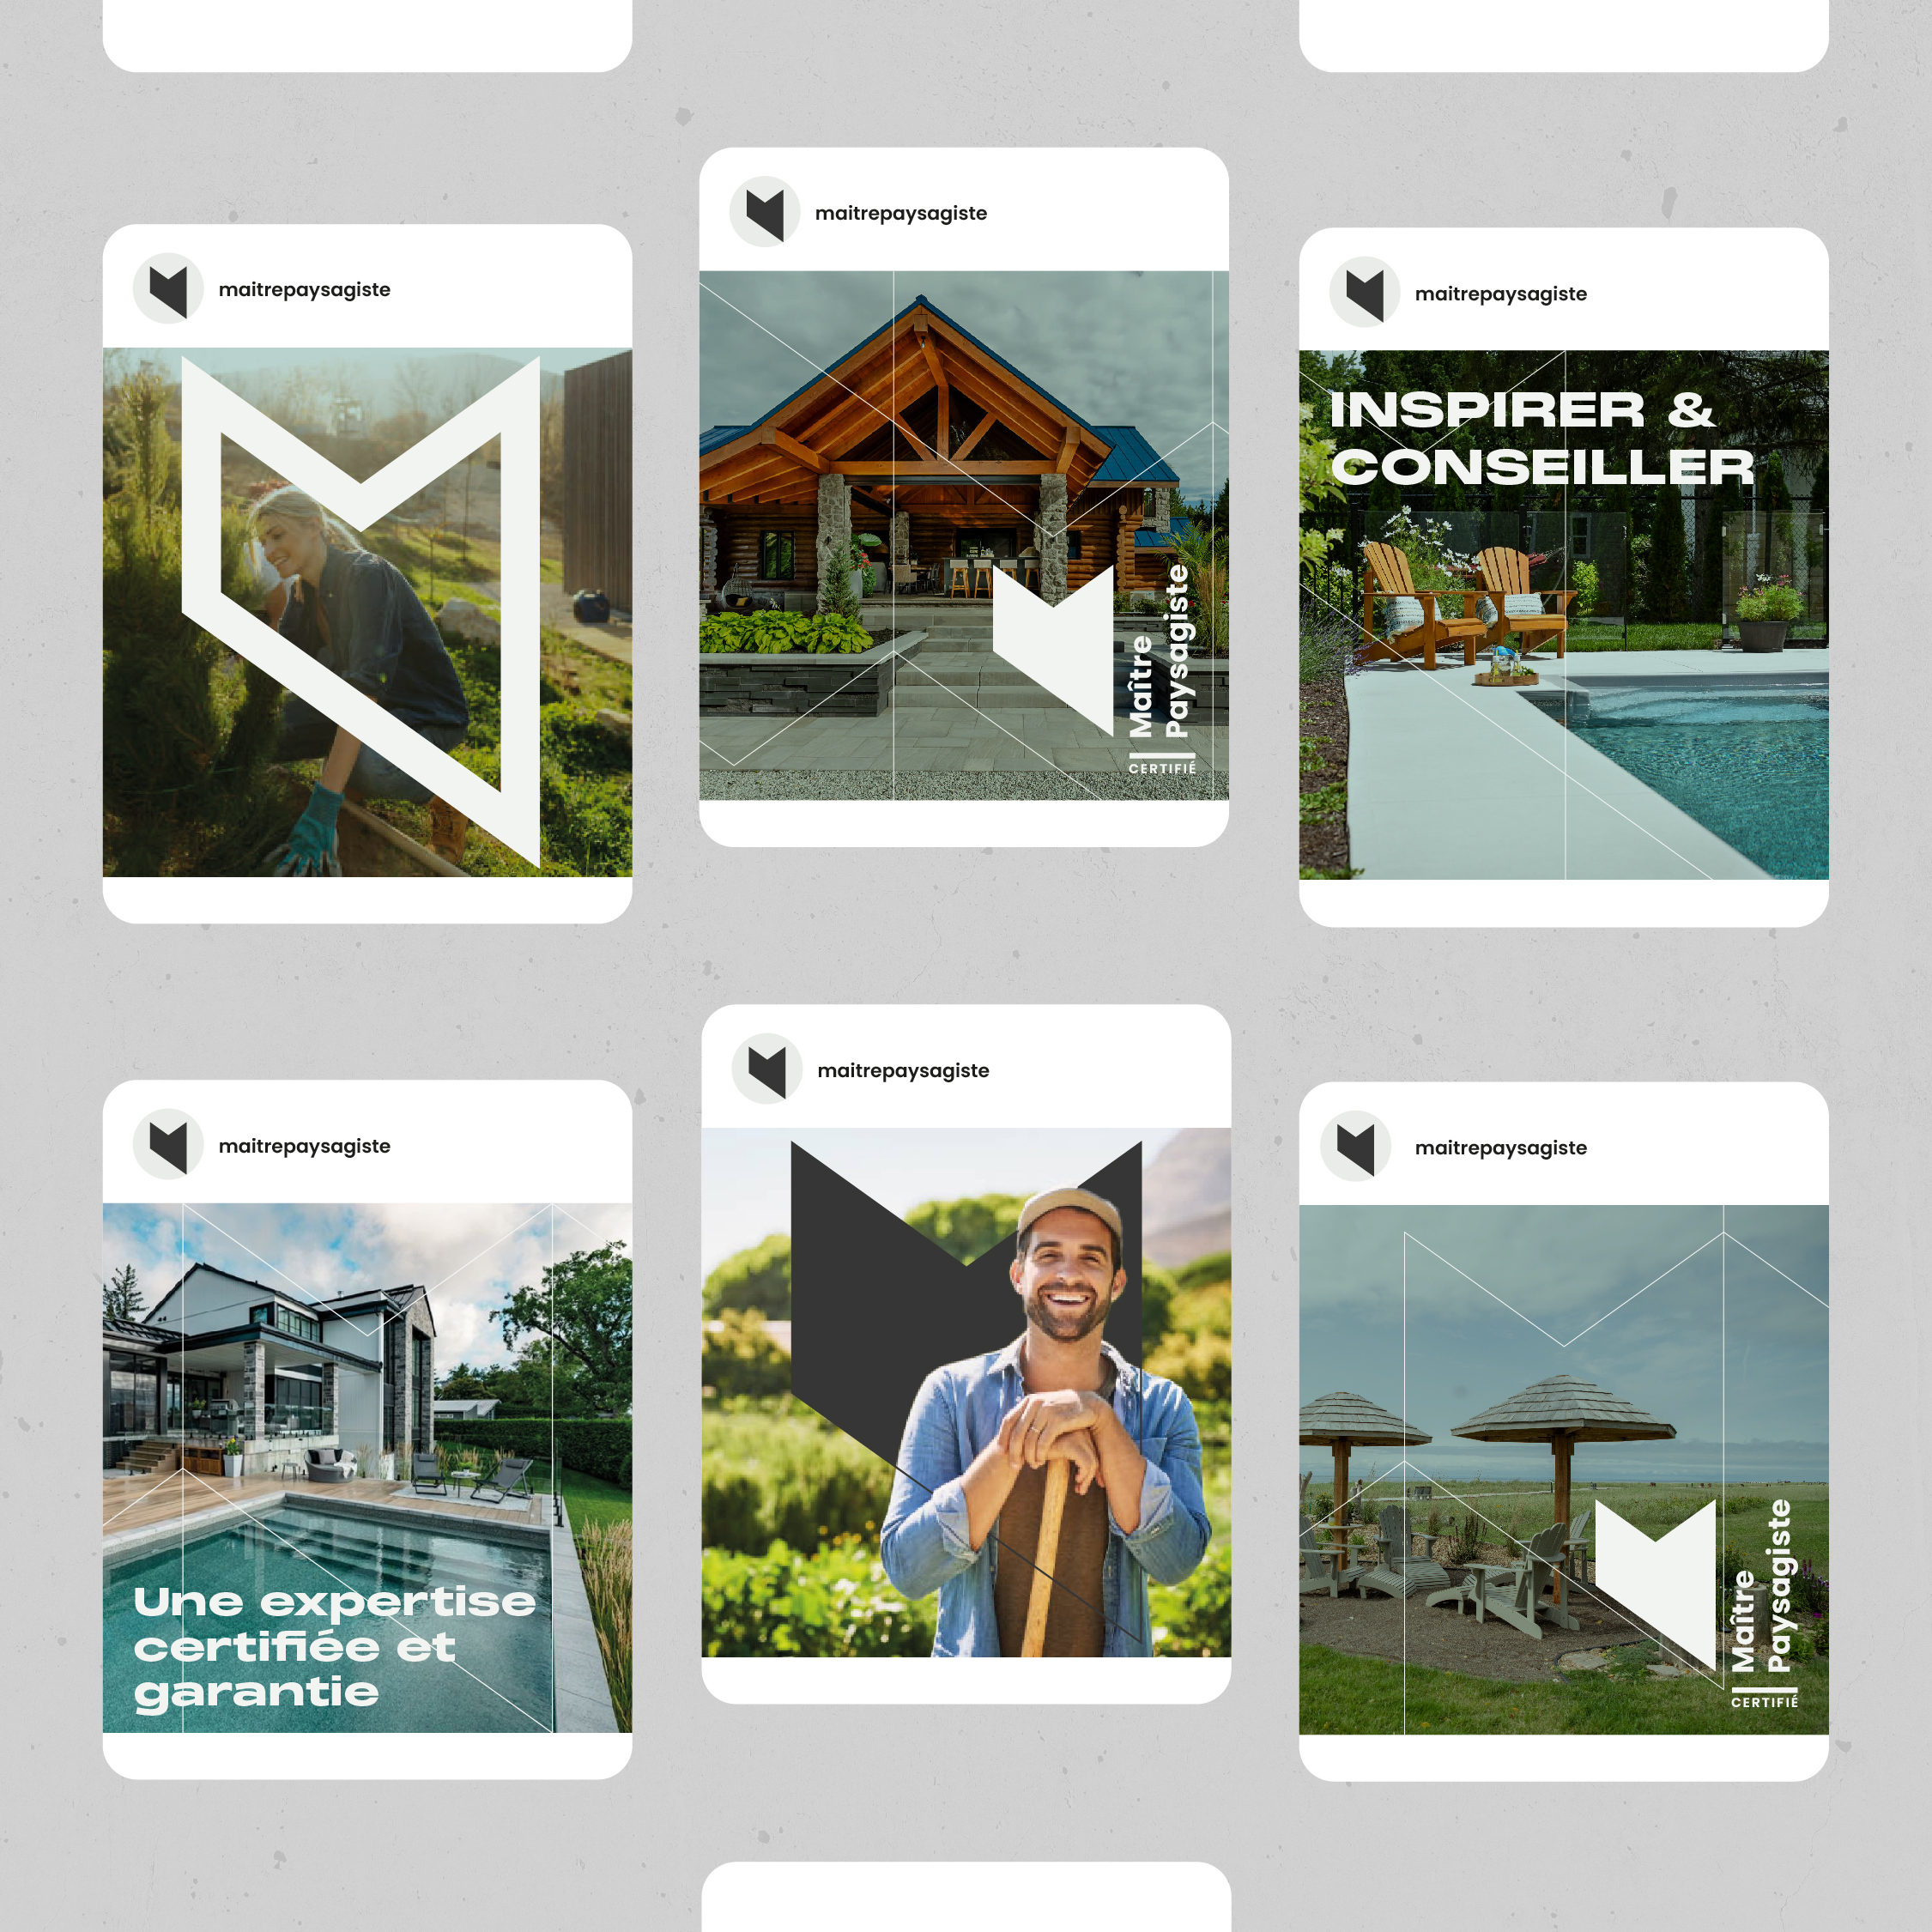 maitrepaysagiste
maitrepaysagiste
Maître
Paysagiste
CERTIFIÉ
maitrepaysagiste
INSPIRER &
CONSEILLER
maitrepaysagiste
Une expertise
certifiée et
garantie
maitrepaysagiste
maitrepaysagiste
Maître
Paysagiste
CERTIFIÉ